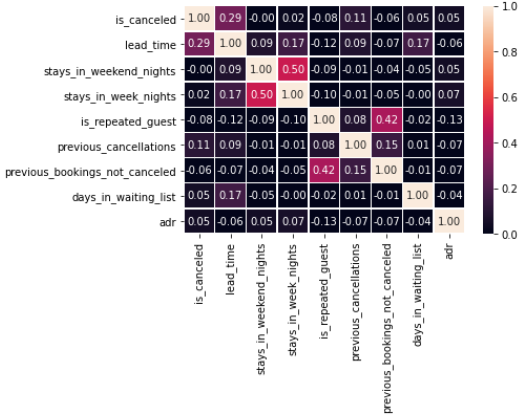 is_canceled 1.00 0.29 -0.00 0.02 -0.08 0.11 -0.06 0.05 0.05
lead_time 0.29 1.00 0.09 0.17 -0.12 0.09 -0.07 0.17 -0.06
stays_in_weekend_nights -0.00 0.09 1.00 0.50 -0.09 -0.01 -0.04 -0.05 0.05
stays_in_week_nights 0.02 0.17 0.50 1.00 -0.10 -0.01 -0.05 -0.00 0.07
is_repeated_guest -0.08 -0.12 -0.09 -0.10 1.00 0.08 0.42 -0.02 -0.13
previous_cancellations 0.11 0.09 -0.01 -0.01 0.08 1.00 0.15 0.01 -0.07
previous_bookings_not_canceled -0.06 -0.07 -0.04 -0.05 0.42 0.15 1.00 -0.01 -0.07
days_in_waiting_list 0.05 0.17 -0.05 -0.00 -0.02 0.01 -0.01 1.00 -0.04
adr 0.05 -0.06 0.05 0.07 -0.13 -0.07 -0.07 -0.04 1.00
is_canceled
lead_time
stays_in_weekend_nights
stays_in_week_nights
is_repeated_guest
previous_cancellations
previous_bookings_not_canceled
days_in_waiting_list
adr
1.0
0.8
0.6
0.4
0.2
0.0